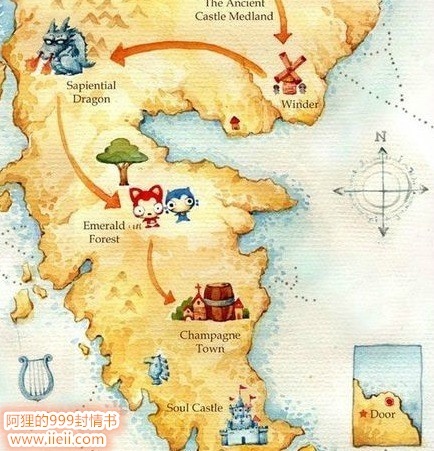 The Ancient
Castle Medland
Sapiential
Dragon
Winder
N
Emerald
Forest
Champagne
Town
Soul Castle
Door
阿狸的999封情书
www.iieii.com